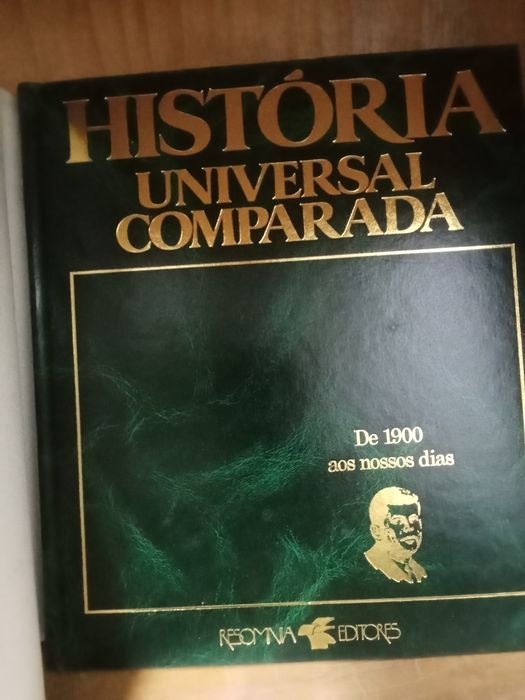 HISTÓRIA
UNIVERSAL
COMPARADA
De 1900
aos nossos dias
RESOMNIA EDITORES